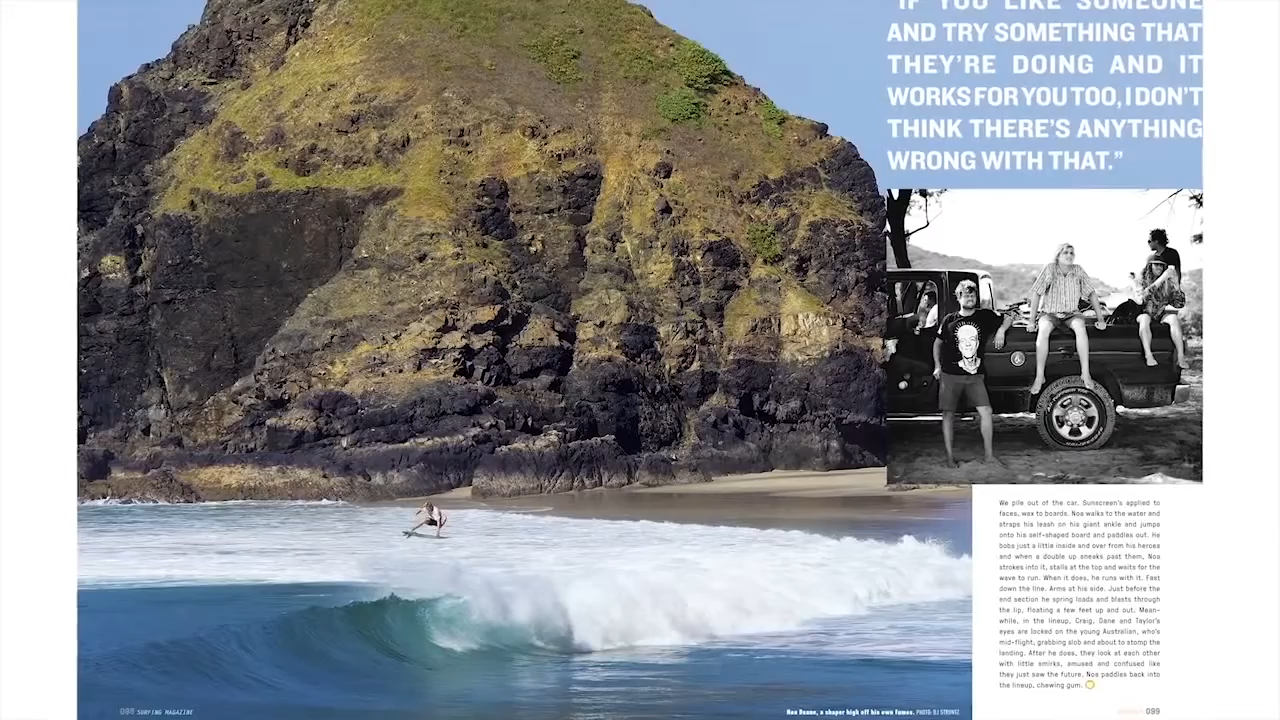 "IF YOU LIKE SOMEONE
AND TRY SOMETHING THAT
THEY'RE DOING AND IT
WORKS FOR YOU TOO, I DON'T
THINK THERE'S ANYTHING
WRONG WITH THAT."
We pile out of the car. Sunscreen's applied to
faces, wax to boards. Noa walks to the water and
straps his leash on his giant ankle and jumps
onto his self-shaped board and paddles out. He
bobs just a little inside and over from his heroes
and when a double up sneaks past them, Noa
strokes into it, stalls at the top and waits for the
wave to run. When it does, he runs with it. Fast
down the line. Arms at his side. Just before the
end section he spring loads and blasts through
the lip, floating a few feet up and out. Mean-
while, in the lineup, Craig, Dane and Taylor's
eyes are locked on the young Australian, who's
mid-flight, grabbing slob and about to stomp the
landing. After he does, they look at each other
with little smirks, amused and confused like
they just saw the future. Noa paddles back into
the lineup, chewing gum.
098 SURFING MAGAZINE
Noa Deane, a shaper high off his own fumes. PHOTO: DJ STRUNTZ
099